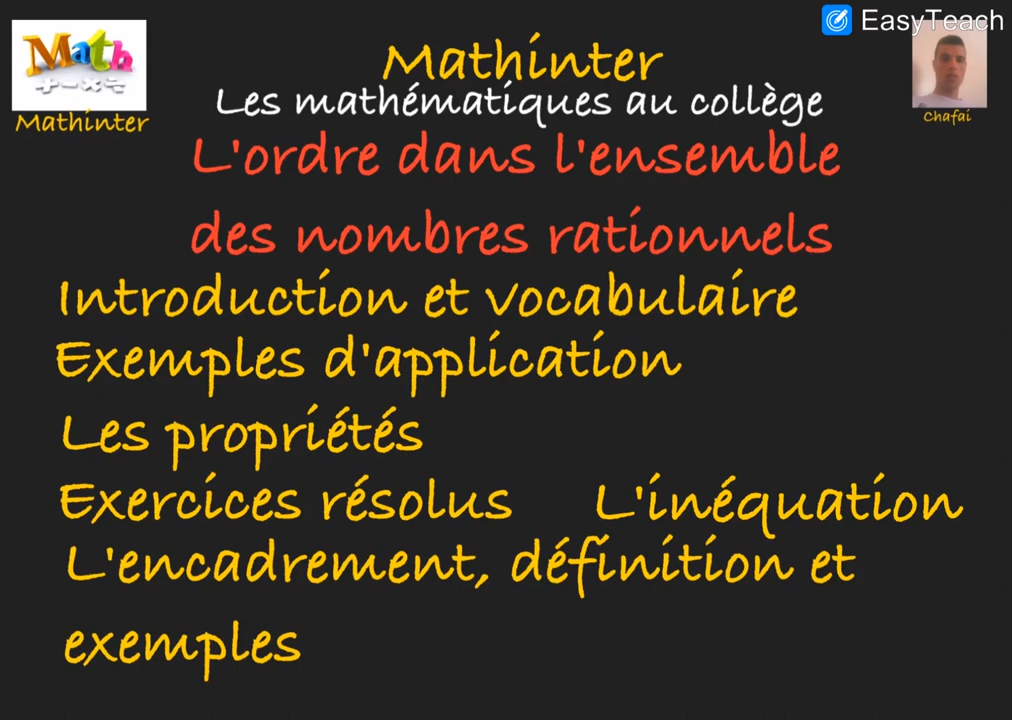 EasyTeach
Math
+-×÷
Mathinter
Chafai
Mathinter
Les mathématiques au collège
L'ordre dans l'ensemble
des nombres rationnels
Introduction et vocabulaire
Exemples d'application
Les propriétés
Exercices résolus L'inéquation
L'encadrement, définition et
exemples